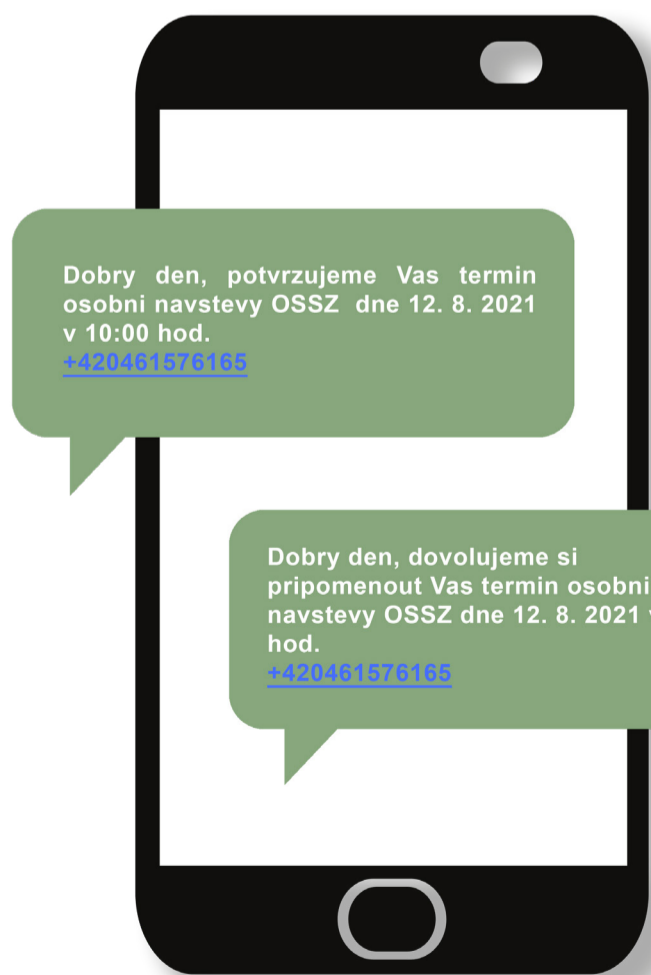 Dobry den, potvrzujeme Vas termin
osobni navstevy OSSZ dne 12. 8. 2021
v 10:00 hod.
+420461576165
Dobry den, dovolujeme si
pripomenout Vas termin osobni
navstevy OSSZ dne 12. 8. 2021
hod.
+420461576165